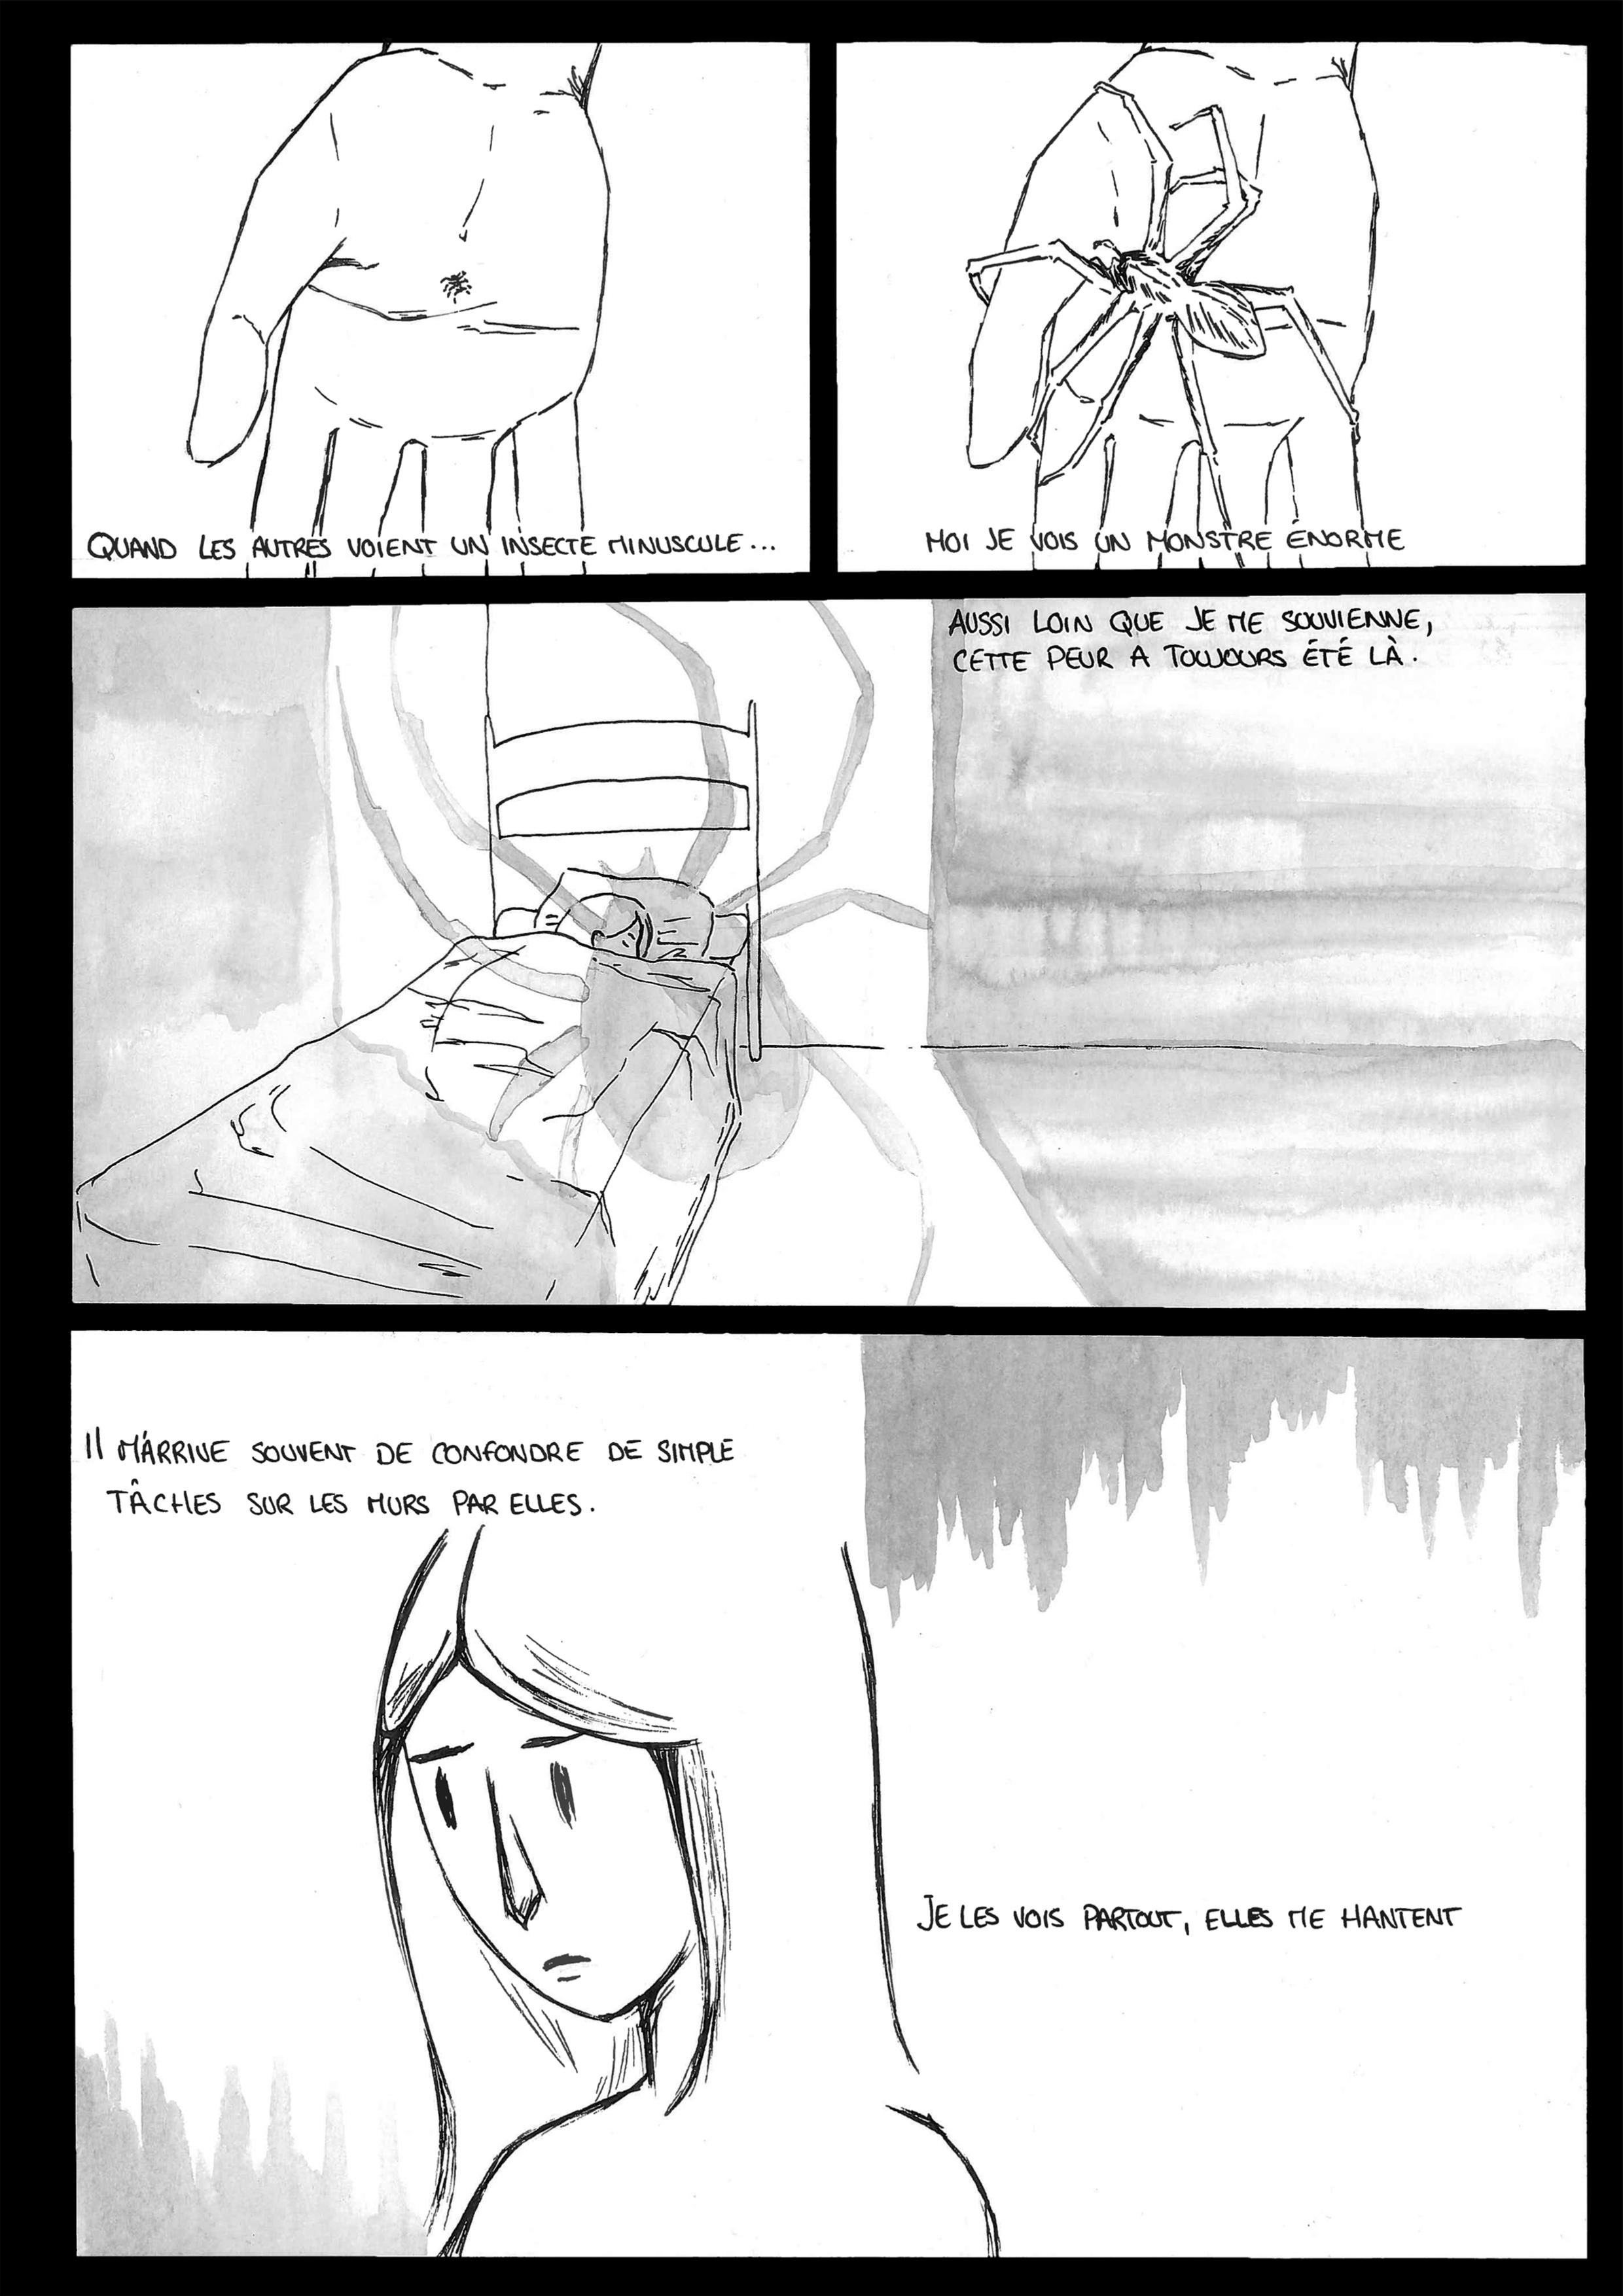 QUAND LES AUTRES VOIENT UN INSECTE MINUSCULE...
MOI JE VOIS UN MONSTRE ÉNORME
AUSSI LOIN QUE JE ME SOUVIENNE,
CETTE PEUR A TOUJOURS ÉTÉ LÀ.
Il M'ARRIVE SOUVENT DE CONFONDRE DE SIMPLE
TÂCHES SUR LES MURS PAR ELLES.
JE LES VOIS PARTOUT, ELLES ME HANTENT